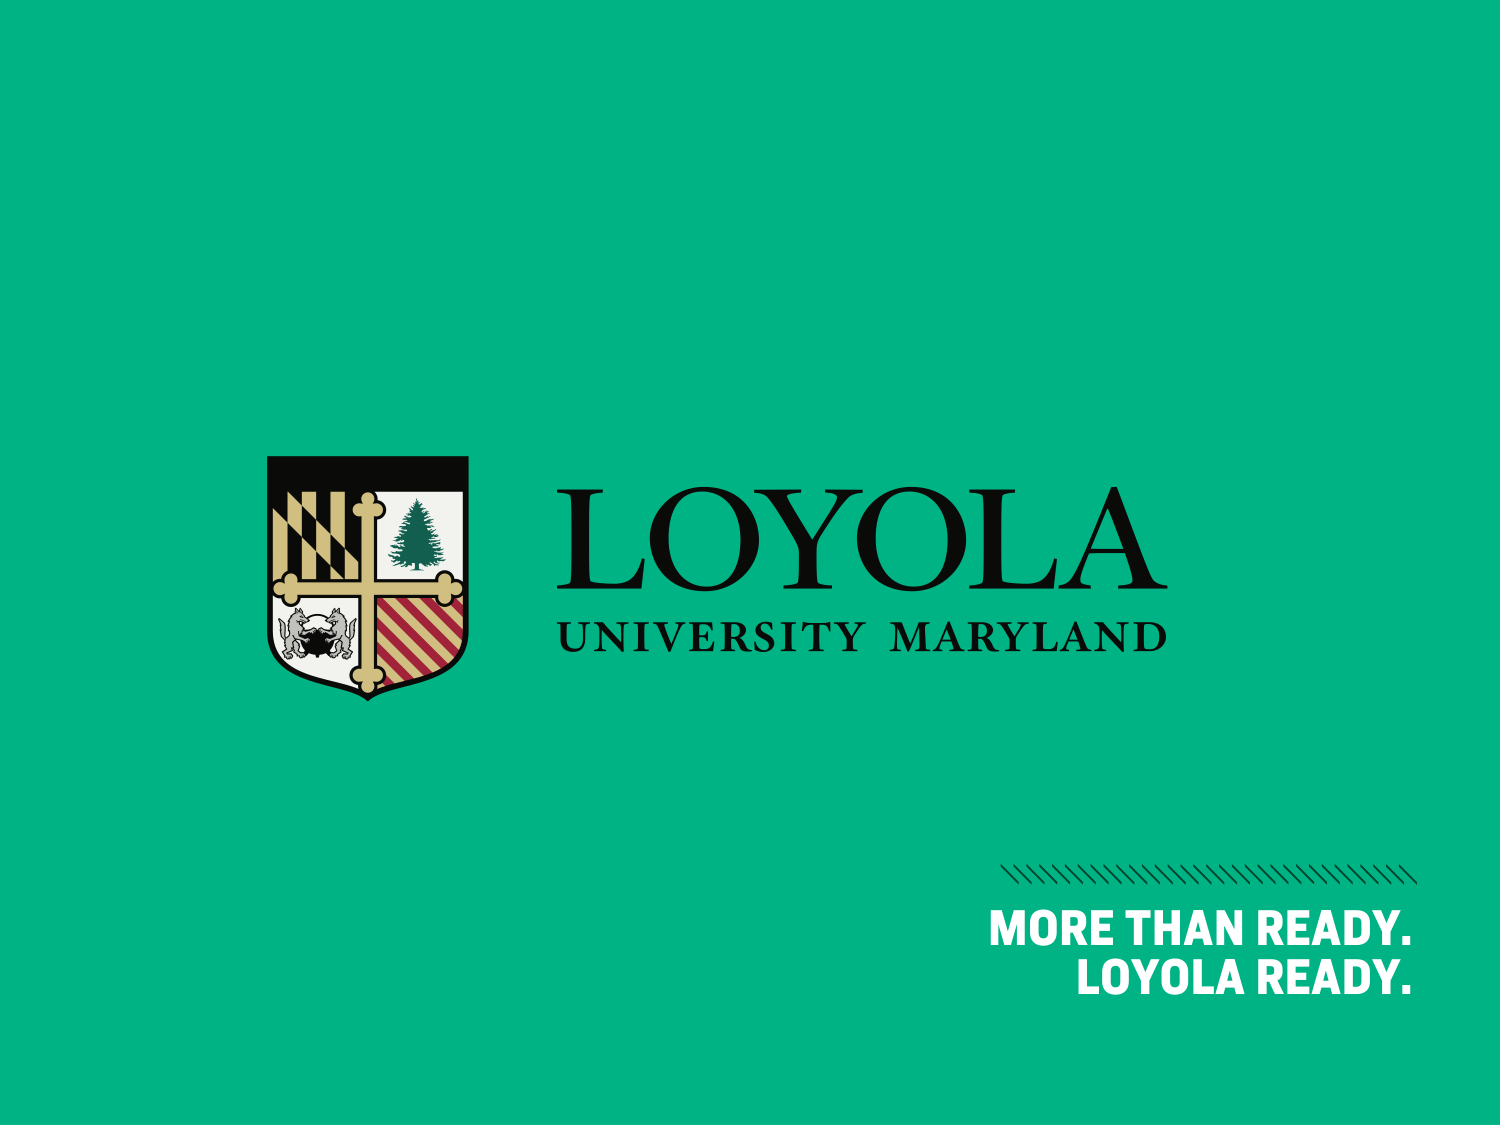 LOYOLA
UNIVERSITY MARYLAND
MORE THAN READY.
LOYOLA READY.